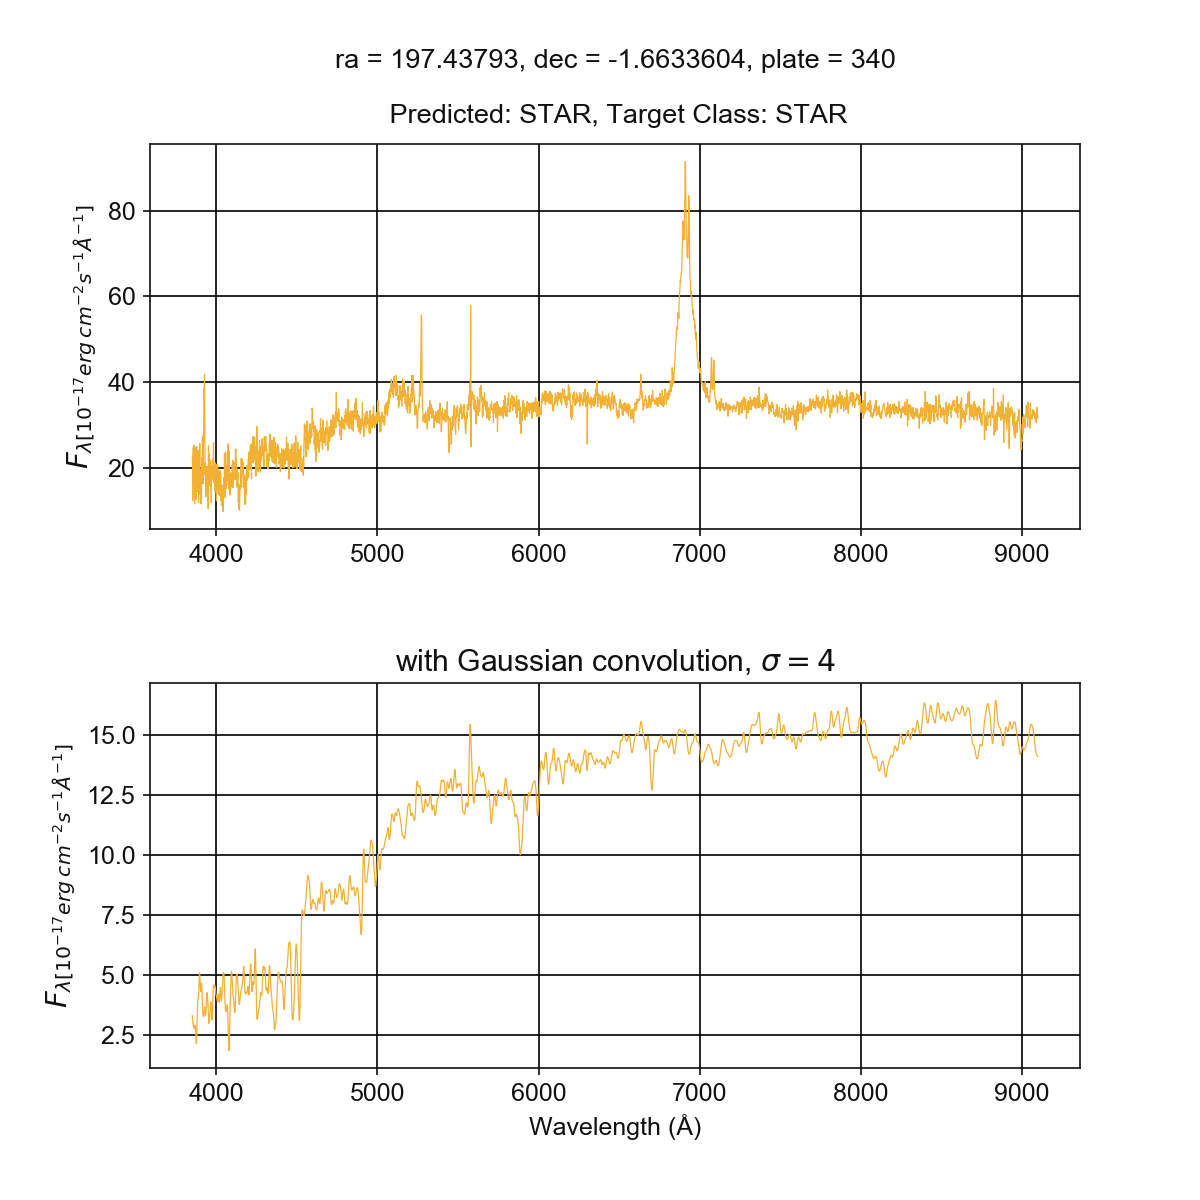 ra = 197.43793, dec = -1.6633604, plate = 340
Predicted: STAR, Target Class: STAR
F_λ[10⁻¹⁷erg cm⁻²s⁻¹Å⁻¹]
80
60
40
20
4000 5000 6000 7000 8000 9000
with Gaussian convolution, σ = 4
F_λ[10⁻¹⁷erg cm⁻²s⁻¹Å⁻¹]
15.0
12.5
10.0
7.5
5.0
2.5
4000 5000 6000 7000 8000 9000
Wavelength (Å)